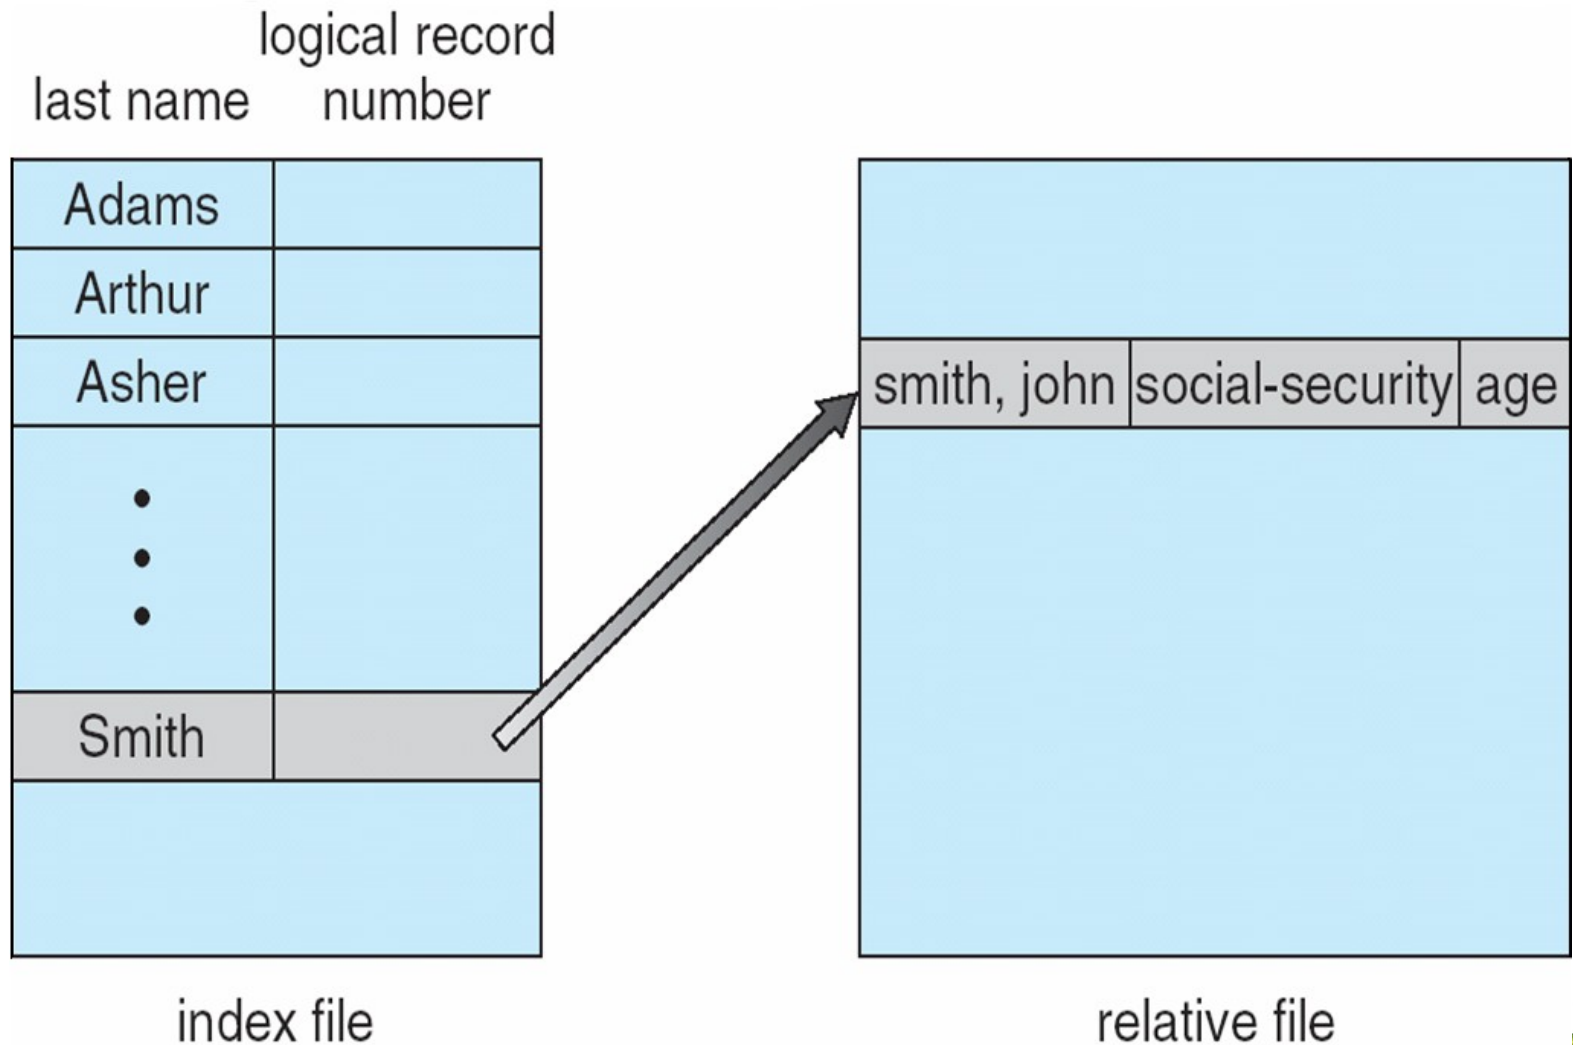 logical record
last name number
Adams
Arthur
Asher
Smith
smith, john social-security age
index file
relative file